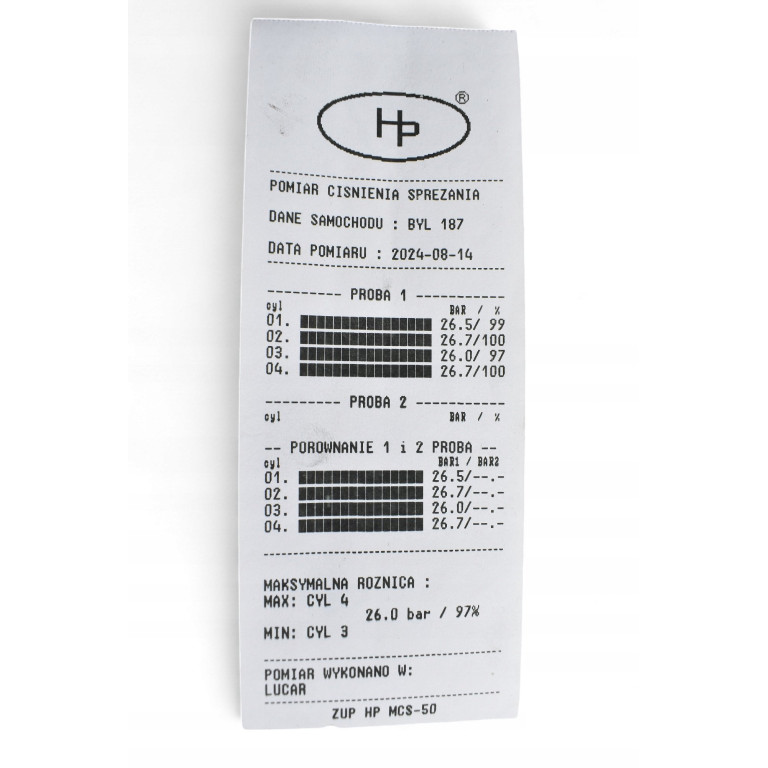 HP ®
POMIAR CISNIENIA SPREZANIA
DANE SAMOCHODU : BYL 187
DATA POMIARU : 2024-08-14
---------- PROBA 1 ----------
cyl BAR / %
01. 26.5/ 99
02. 26.7/100
03. 26.0/ 97
04. 26.7/100
---------- PROBA 2 ----------
cyl BAR / %
-- POROWNANIE 1 i 2 PROBA --
cyl BAR1 / BAR2
01. 26.5/--.-
02. 26.7/--.-
03. 26.0/--.-
04. 26.7/--.-
MAKSYMALNA ROZNICA :
MAX: CYL 4
26.0 bar / 97%
MIN: CYL 3
POMIAR WYKONANO W:
LUCAR
ZUP HP MCS-50